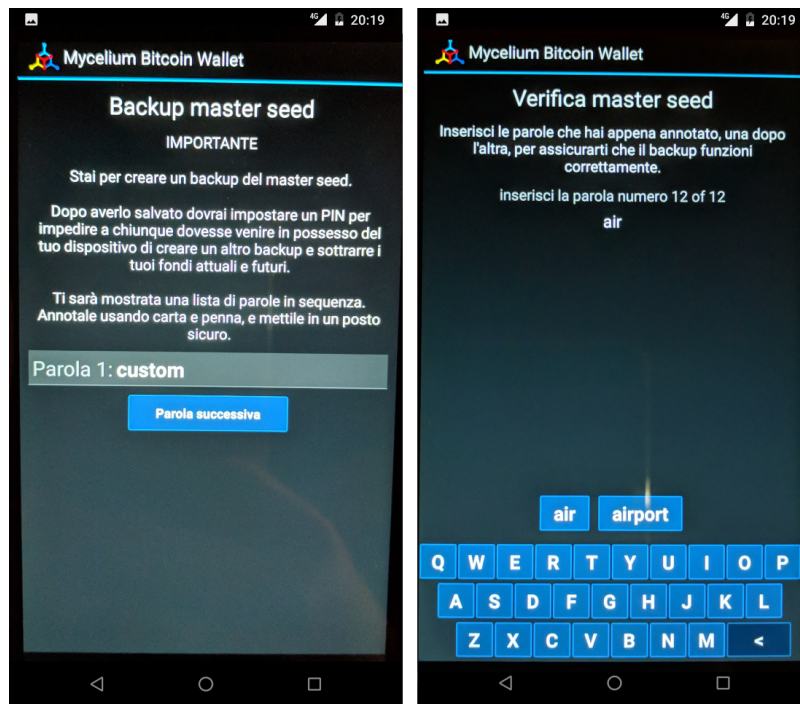 4G 20:19
Mycelium Bitcoin Wallet
Backup master seed
IMPORTANTE
Stai per creare un backup del master seed.
Dopo averlo salvato dovrai impostare un PIN per
impedire a chiunque dovesse venire in possesso del
tuo dispositivo di creare un altro backup e sottrarre i
tuoi fondi attuali e futuri.
Ti sarà mostrata una lista di parole in sequenza.
Annotale usando carta e penna, e mettile in un posto
sicuro.
Parola 1: custom
Parola successiva
4G 20:19
Mycelium Bitcoin Wallet
Verifica master seed
Inserisci le parole che hai appena annotato, una dopo
l'altra, per assicurarti che il backup funzioni
correttamente.
inserisci la parola numero 12 of 12
air
air airport
Q W E R T Y U I O P
A S D F G H J K L
Z X C V B N M <